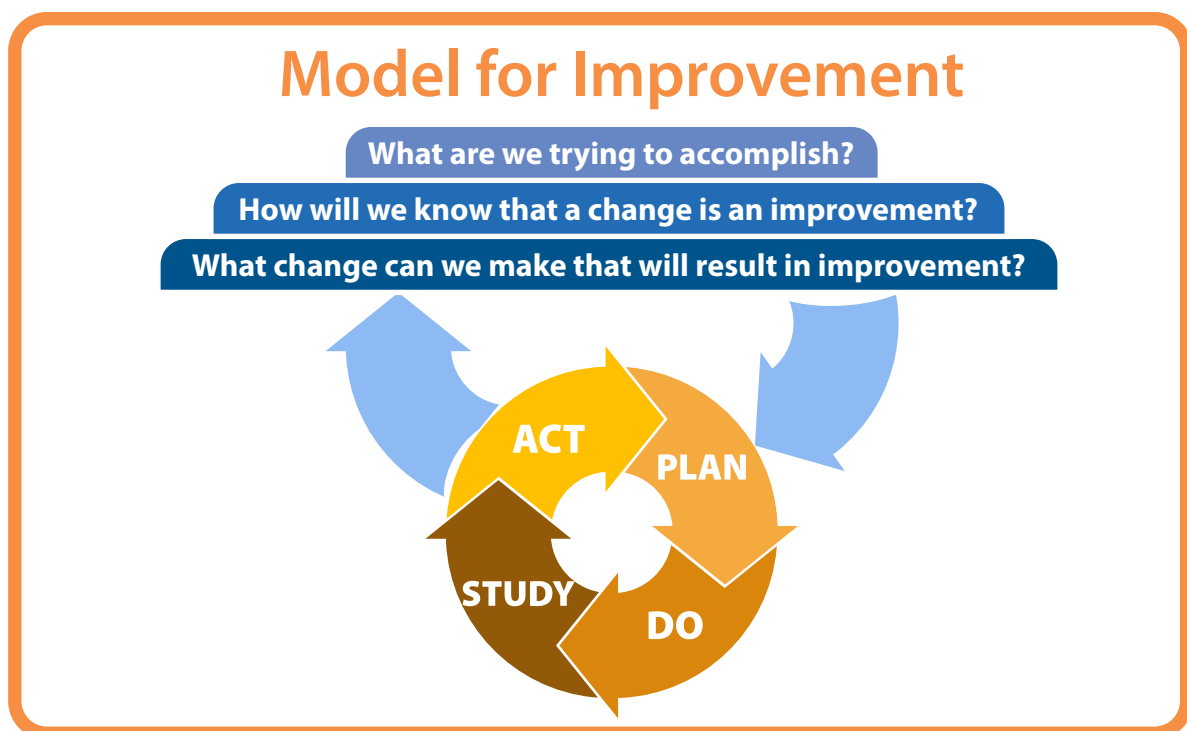 Model for Improvement
What are we trying to accomplish?
How will we know that a change is an improvement?
What change can we make that will result in improvement?
ACT
PLAN
STUDY
DO